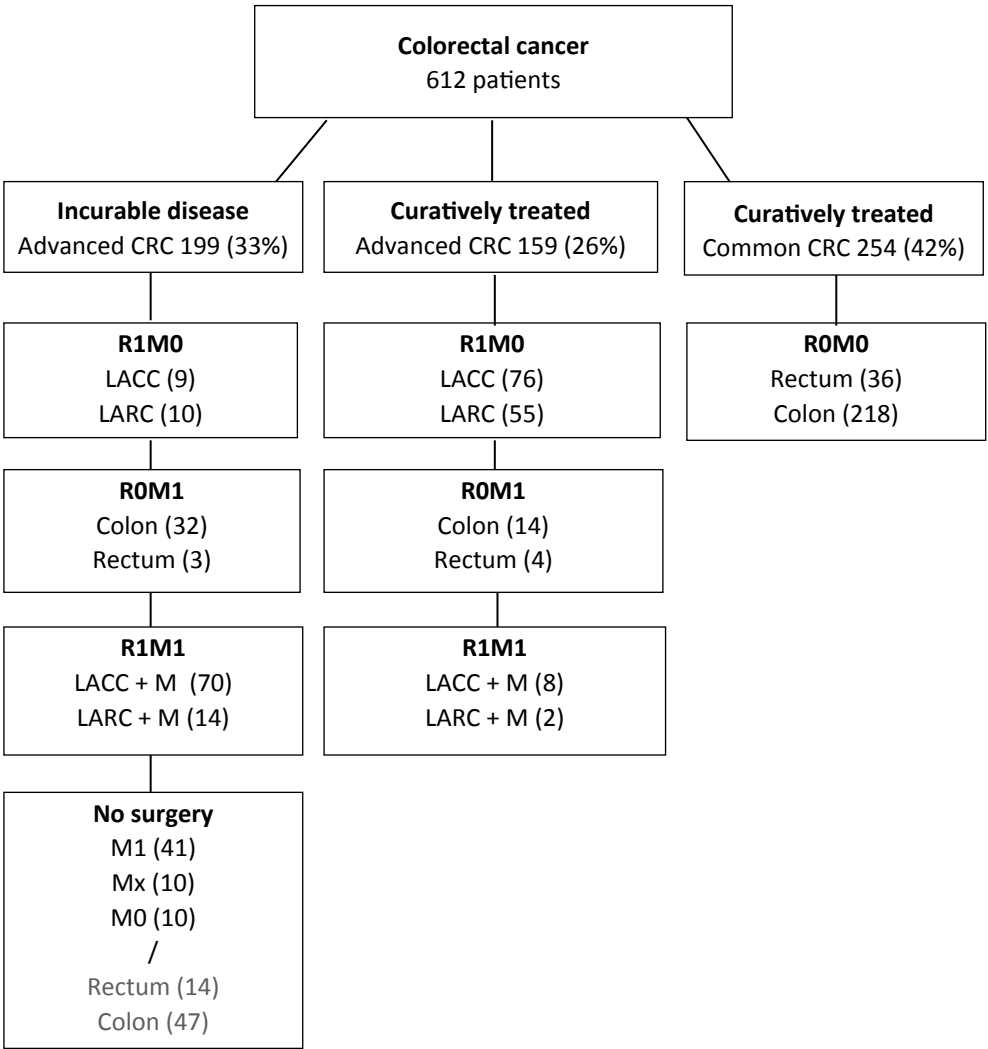 Colorectal cancer
612 patients
Incurable disease
Advanced CRC 199 (33%)
Curatively treated
Advanced CRC 159 (26%)
Curatively treated
Common CRC 254 (42%)
R1M0
LACC (9)
LARC (10)
R1M0
LACC (76)
LARC (55)
R0M0
Rectum (36)
Colon (218)
R0M1
Colon (32)
Rectum (3)
R0M1
Colon (14)
Rectum (4)
R1M1
LACC + M (70)
LARC + M (14)
R1M1
LACC + M (8)
LARC + M (2)
No surgery
M1 (41)
Mx (10)
M0 (10)
/
Rectum (14)
Colon (47)